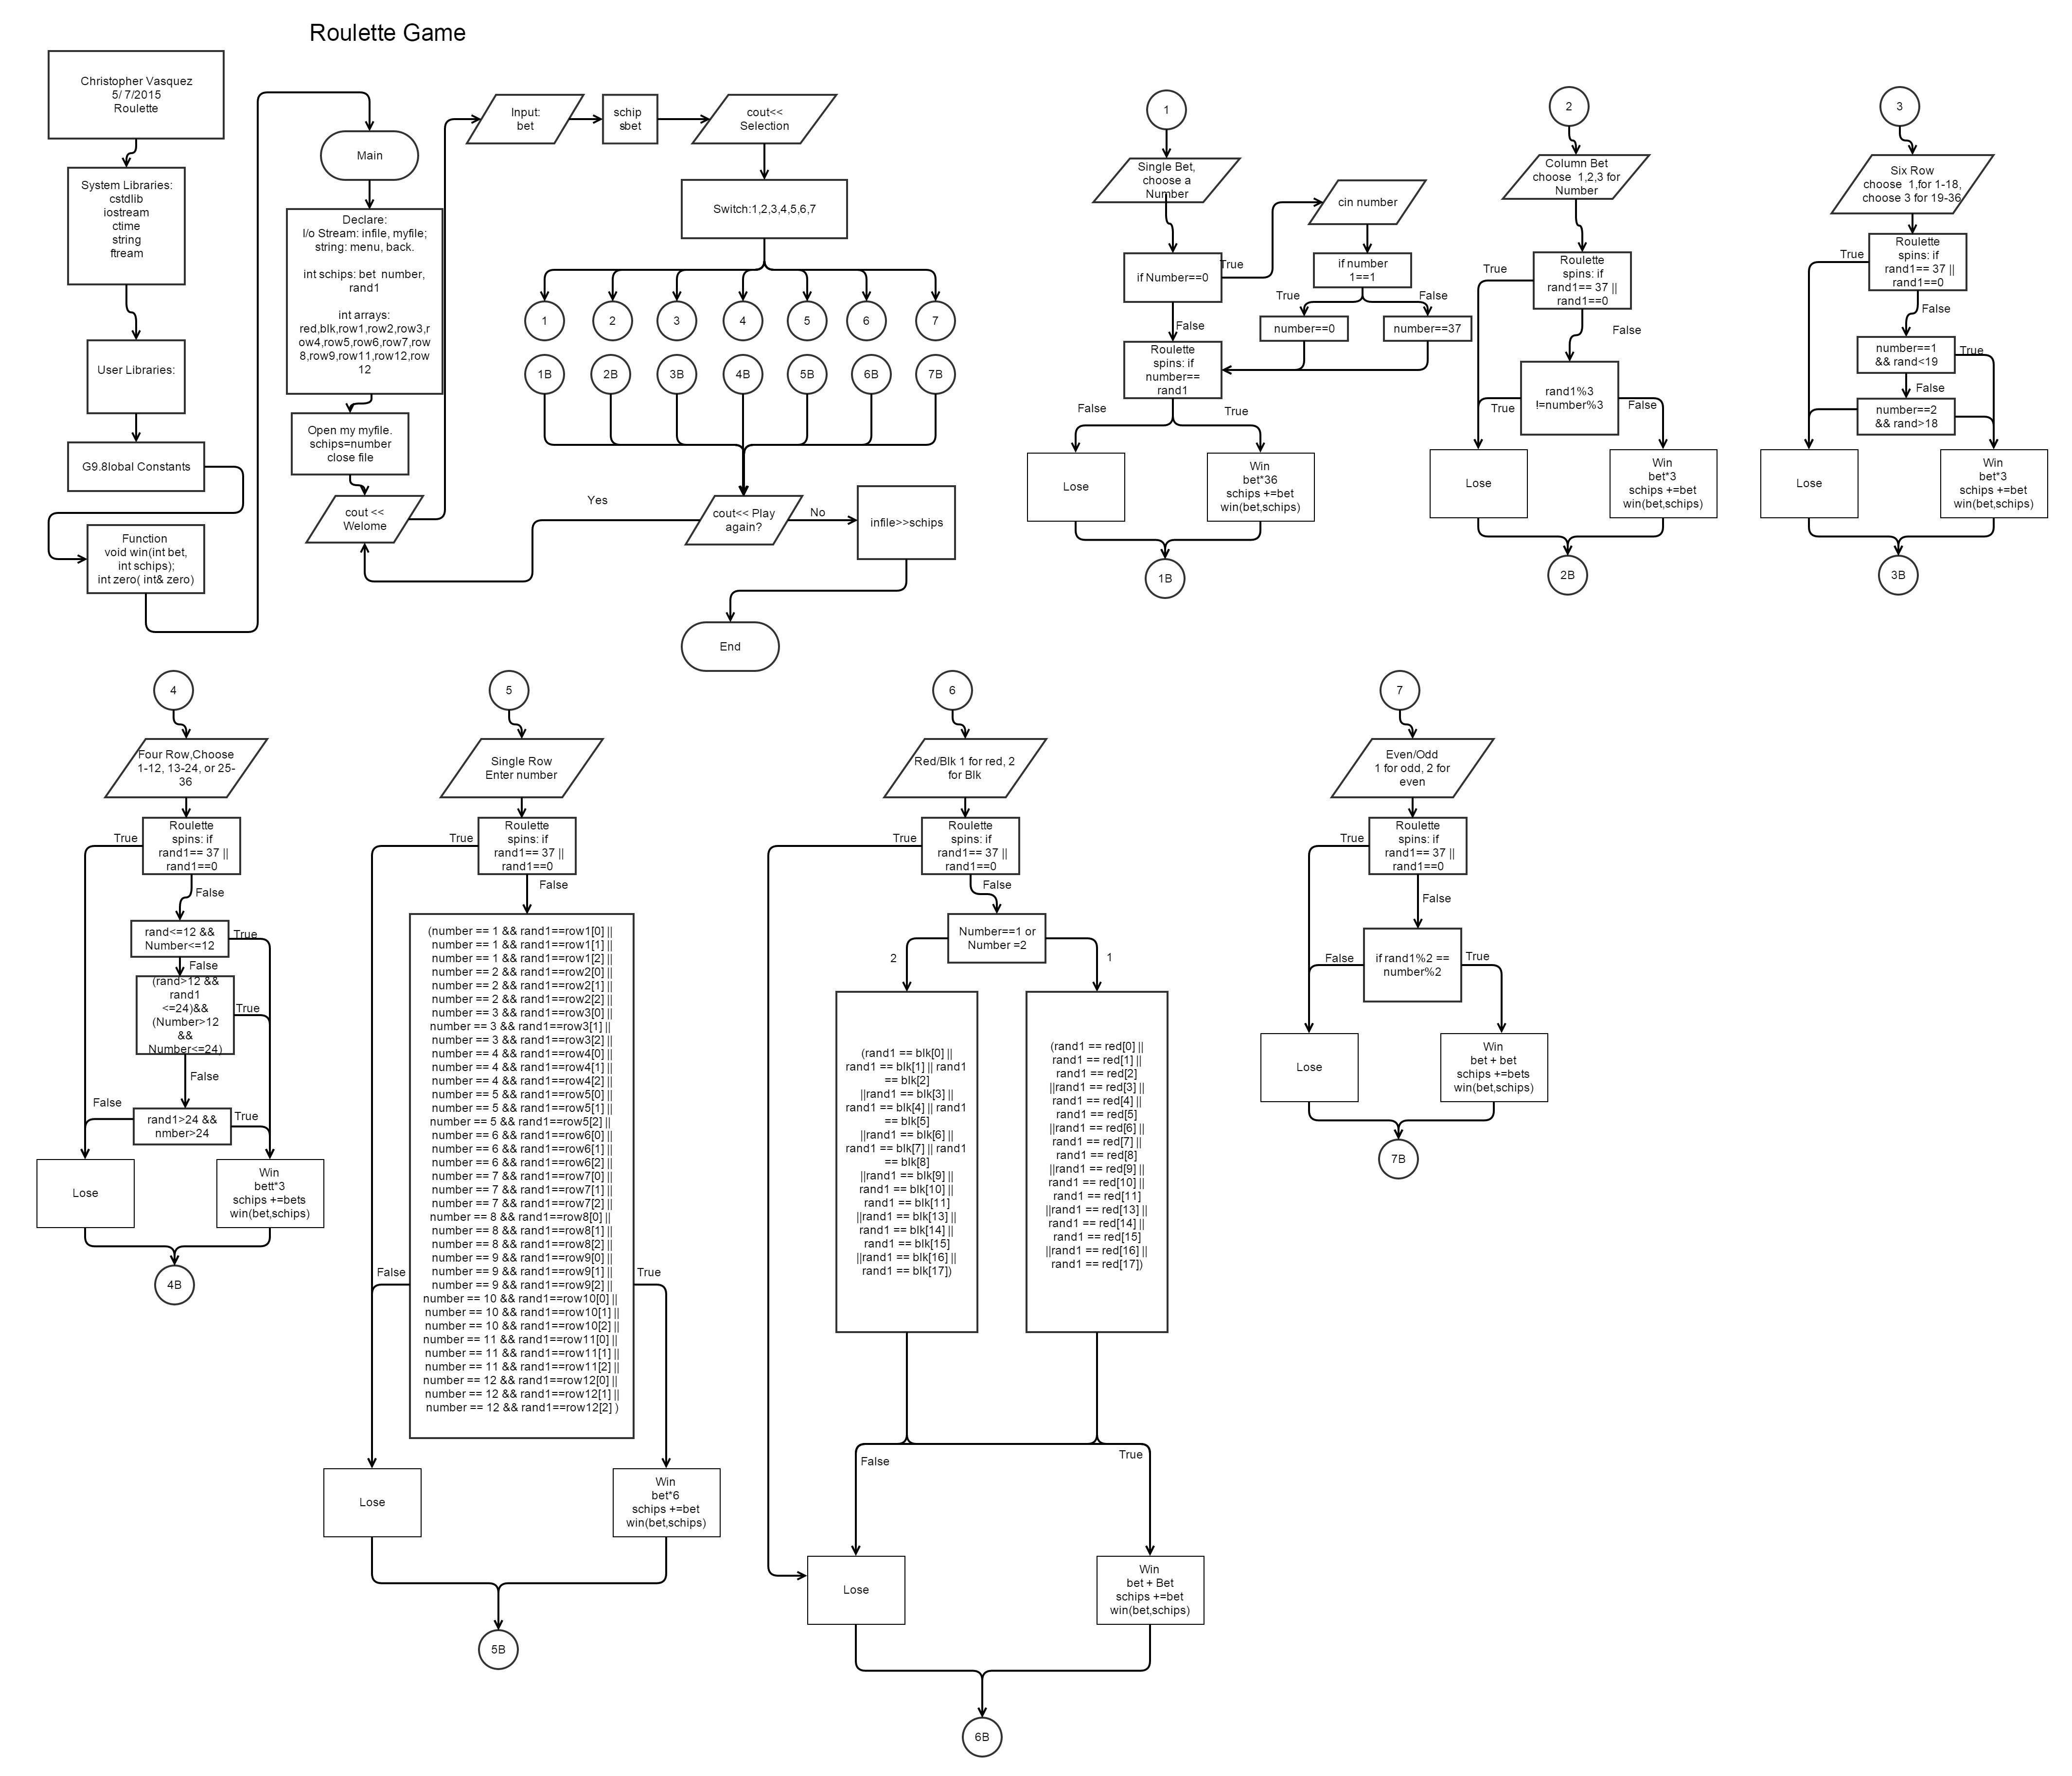 Roulette Game
Christopher Vasquez
5/ 7/2015
Roulette
System Libraries:
cstdlib
iostream
ctime
string
ftream
User Libraries:
G9.8lobal Constants
Function
void win(int bet,
int schips);
int zero( int& zero)
Main
Declare:
I/o Stream: infile, myfile;
string: menu, back.
int schips: bet  number,
rand1
int arrays:
red,blk,row1,row2,row3,r
ow4,row5,row6,row7,row
8,row9,row11,row12,row
12
Open my myfile.
schips=number
close file
cout <<
Welome
Input:
bet
schip
sbet
cout<<
Selection
Switch:1,2,3,4,5,6,7
1
2
3
4
5
6
7
1B
2B
3B
4B
5B
6B
7B
cout<< Play
again?
Yes
No
infile>>schips
End
1
Single Bet,
choose a
Number
if Number==0
True
cin number
if number
1==1
True
False
number==0
number==37
False
Roulette
spins: if
number==
rand1
False
True
Lose
Win
bet*36
schips +=bet
win(bet,schips)
1B
2
Column Bet
choose  1,2,3 for
Number
Roulette
spins: if
rand1== 37 ||
rand1==0
True
False
rand1%3
!=number%3
True
False
Lose
Win
bet*3
schips +=bet
win(bet,schips)
2B
3
Six Row
choose  1,for 1-18,
choose 3 for 19-36
Roulette
spins: if
rand1== 37 ||
rand1==0
True
False
number==1
&& rand<19
True
False
number==2
&& rand>18
Lose
Win
bet*3
schips +=bet
win(bet,schips)
3B
4
Four Row,Choose
1-12, 13-24, or 25-
36
Roulette
spins: if
rand1== 37 ||
rand1==0
True
False
rand<=12 &&
Number<=12
True
False
(rand>12 &&
rand1
<=24)&&
(Number>12
&&
Number<=24)
True
False
rand1>24 &&
nmber>24
False
True
Lose
Win
bett*3
schips +=bets
win(bet,schips)
4B
5
Single Row
Enter number
Roulette
spins: if
rand1== 37 ||
rand1==0
True
False
(number == 1 && rand1==row1[0] ||
number == 1 && rand1==row1[1] ||
number == 1 && rand1==row1[2] ||
number == 2 && rand1==row2[0] ||
number == 2 && rand1==row2[1] ||
number == 2 && rand1==row2[2] ||
number == 3 && rand1==row3[0] ||
number == 3 && rand1==row3[1] ||
number == 3 && rand1==row3[2] ||
number == 4 && rand1==row4[0] ||
number == 4 && rand1==row4[1] ||
number == 4 && rand1==row4[2] ||
number == 5 && rand1==row5[0] ||
number == 5 && rand1==row5[1] ||
number == 5 && rand1==row5[2] ||
number == 6 && rand1==row6[0] ||
number == 6 && rand1==row6[1] ||
number == 6 && rand1==row6[2] ||
number == 7 && rand1==row7[0] ||
number == 7 && rand1==row7[1] ||
number == 7 && rand1==row7[2] ||
number == 8 && rand1==row8[0] ||
number == 8 && rand1==row8[1] ||
number == 8 && rand1==row8[2] ||
number == 9 && rand1==row9[0] ||
number == 9 && rand1==row9[1] ||
number == 9 && rand1==row9[2] ||
number == 10 && rand1==row10[0] ||
number == 10 && rand1==row10[1] ||
number == 10 && rand1==row10[2] ||
number == 11 && rand1==row11[0] ||
number == 11 && rand1==row11[1] ||
number == 11 && rand1==row11[2] ||
number == 12 && rand1==row12[0] ||
number == 12 && rand1==row12[1] ||
number == 12 && rand1==row12[2] )
False
True
Lose
Win
bet*6
schips +=bet
win(bet,schips)
5B
6
Red/Blk 1 for red, 2
for Blk
Roulette
spins: if
rand1== 37 ||
rand1==0
True
False
Number==1 or
Number =2
2
1
(rand1 == blk[0] ||
rand1 == blk[1] || rand1
== blk[2]
||rand1 == blk[3] ||
rand1 == blk[4] || rand1
== blk[5]
||rand1 == blk[6] ||
rand1 == blk[7] || rand1
== blk[8]
||rand1 == blk[9] ||
rand1 == blk[10] ||
rand1 == blk[11]
||rand1 == blk[13] ||
rand1 == blk[14] ||
rand1 == blk[15]
||rand1 == blk[16] ||
rand1 == blk[17])
(rand1 == red[0] ||
rand1 == red[1] ||
rand1 == red[2]
||rand1 == red[3] ||
rand1 == red[4] ||
rand1 == red[5]
||rand1 == red[6] ||
rand1 == red[7] ||
rand1 == red[8]
||rand1 == red[9] ||
rand1 == red[10] ||
rand1 == red[11]
||rand1 == red[13] ||
rand1 == red[14] ||
rand1 == red[15]
||rand1 == red[16] ||
rand1 == red[17])
False
True
Lose
Win
bet + Bet
schips +=bet
win(bet,schips)
6B
7
Even/Odd
1 for odd, 2 for
even
Roulette
spins: if
rand1== 37 ||
rand1==0
True
False
if rand1%2 ==
number%2
False
True
Lose
Win
bet + bet
schips +=bets
win(bet,schips)
7B